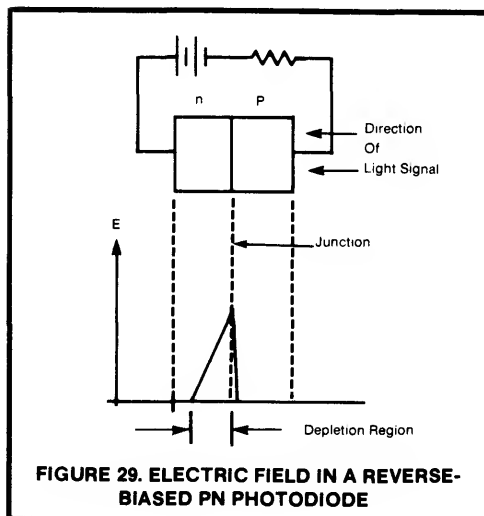 n P
Direction
Of
Light Signal
E
Junction
Depletion Region
FIGURE 29. ELECTRIC FIELD IN A REVERSE-
BIASED PN PHOTODIODE